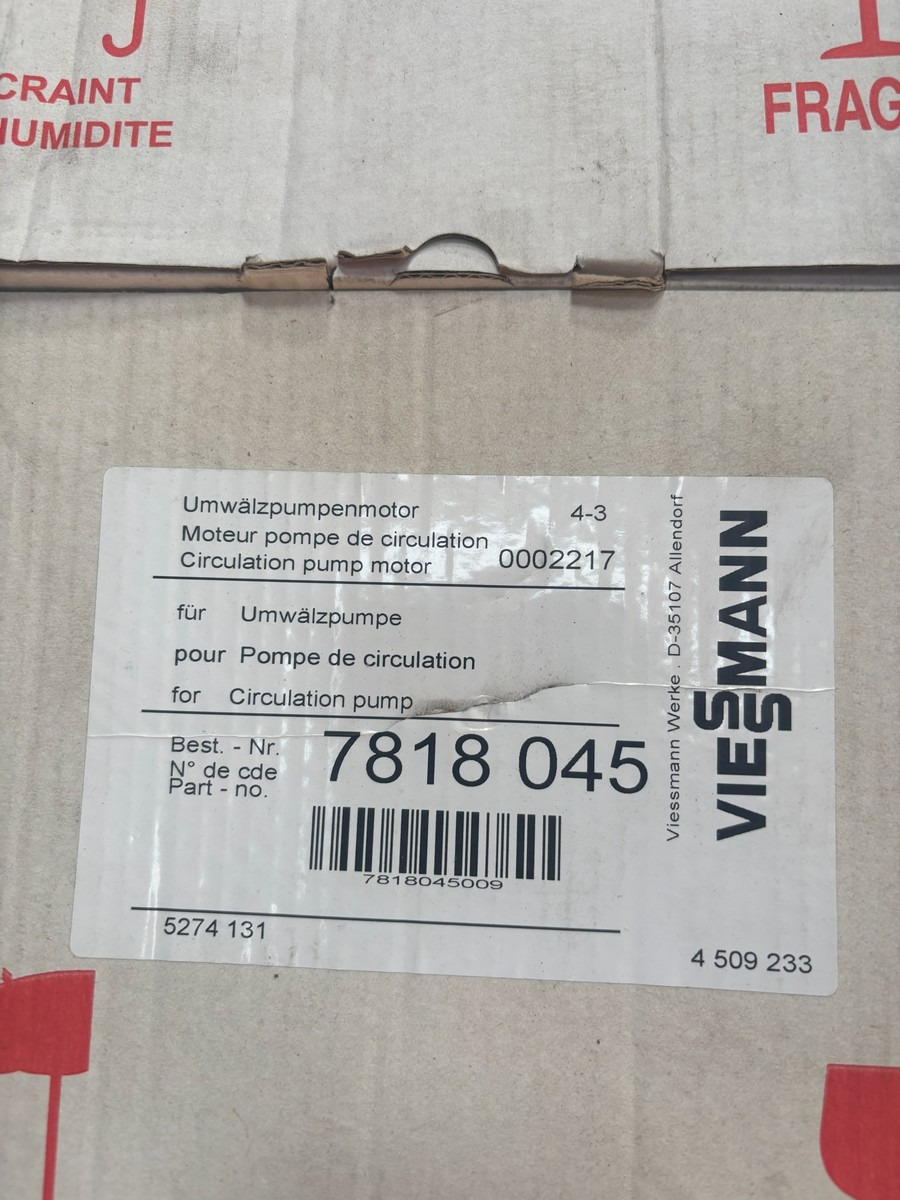 CRAINT
HUMIDITE
FRAG
Umwälzpumpenmotor 4-3
Moteur pompe de circulation
Circulation pump motor 0002217
für Umwälzpumpe
pour Pompe de circulation
for Circulation pump
Best. - Nr.
N° de cde
Part - no.
7818 045
7818045009
5274 131
4 509 233
Viessmann Werke . D-35107 Allendorf
VIESSMANN